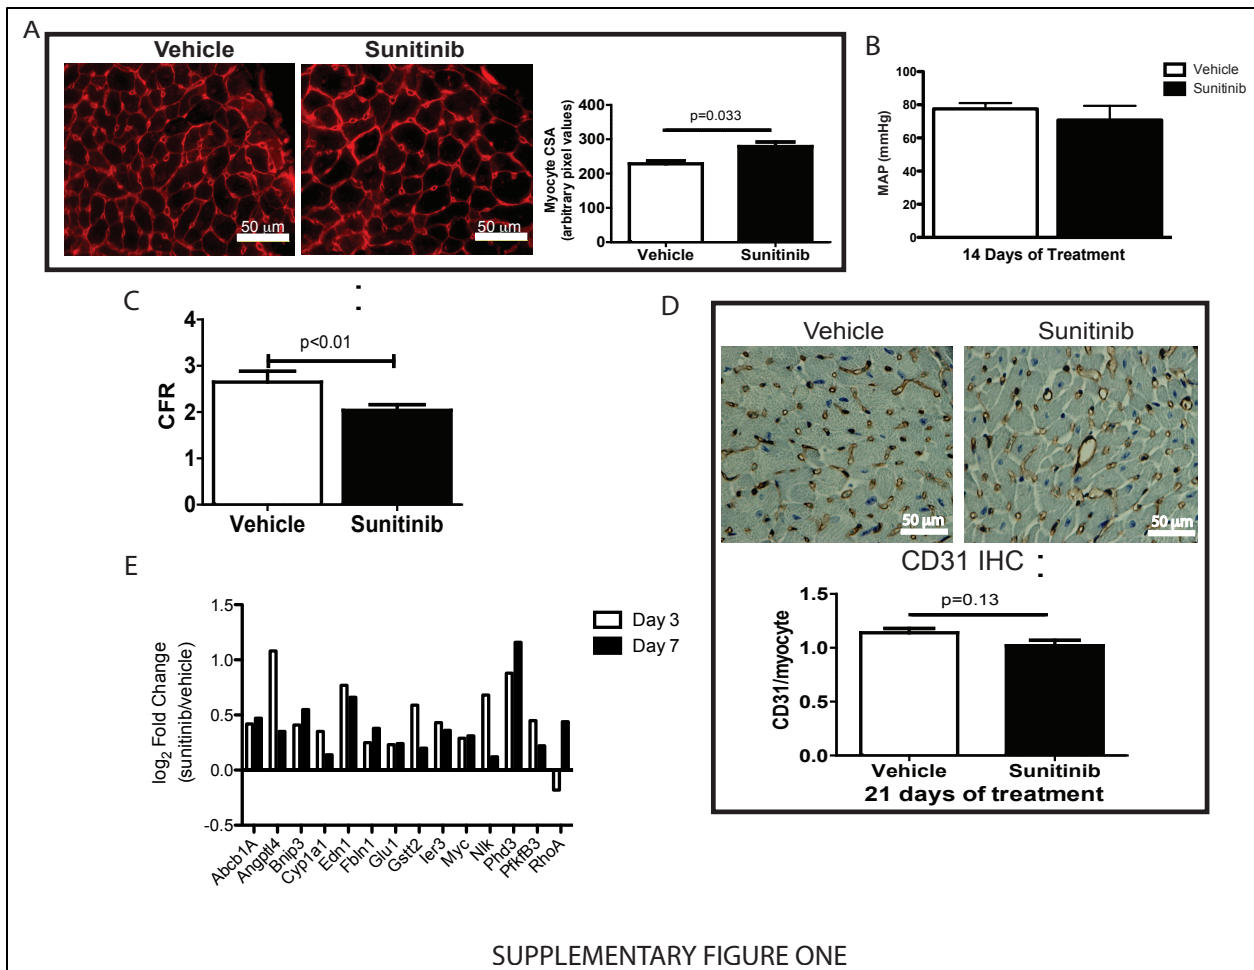 A
Vehicle
Sunitinib
50 µm
50 µm
Myocyte CSA
(arbitrary pixel values)
400
300
200
100
0
p=0.033
Vehicle
Sunitinib
B
Vehicle
Sunitinib
MAP (mmHg)
100
80
60
40
20
0
14 Days of Treatment
C
CFR
4
3
2
1
0
p<0.01
Vehicle
Sunitinib
D
Vehicle
Sunitinib
50 µm
50 µm
CD31 IHC
CD31/myocyte
1.5
1.0
0.5
0.0
p=0.13
Vehicle
Sunitinib
21 days of treatment
E
log₂ Fold Change
(sunitinib/vehicle)
1.5
1.0
0.5
0.0
-0.5
Day 3
Day 7
Abcb1A
Angptl4
Bnip3
Cyp1a1
Edn1
Fbln1
Glu1
Gstt2
Ier3
Myc
Nlk
Phd3
PfkfB3
RhoA
SUPPLEMENTARY FIGURE ONE